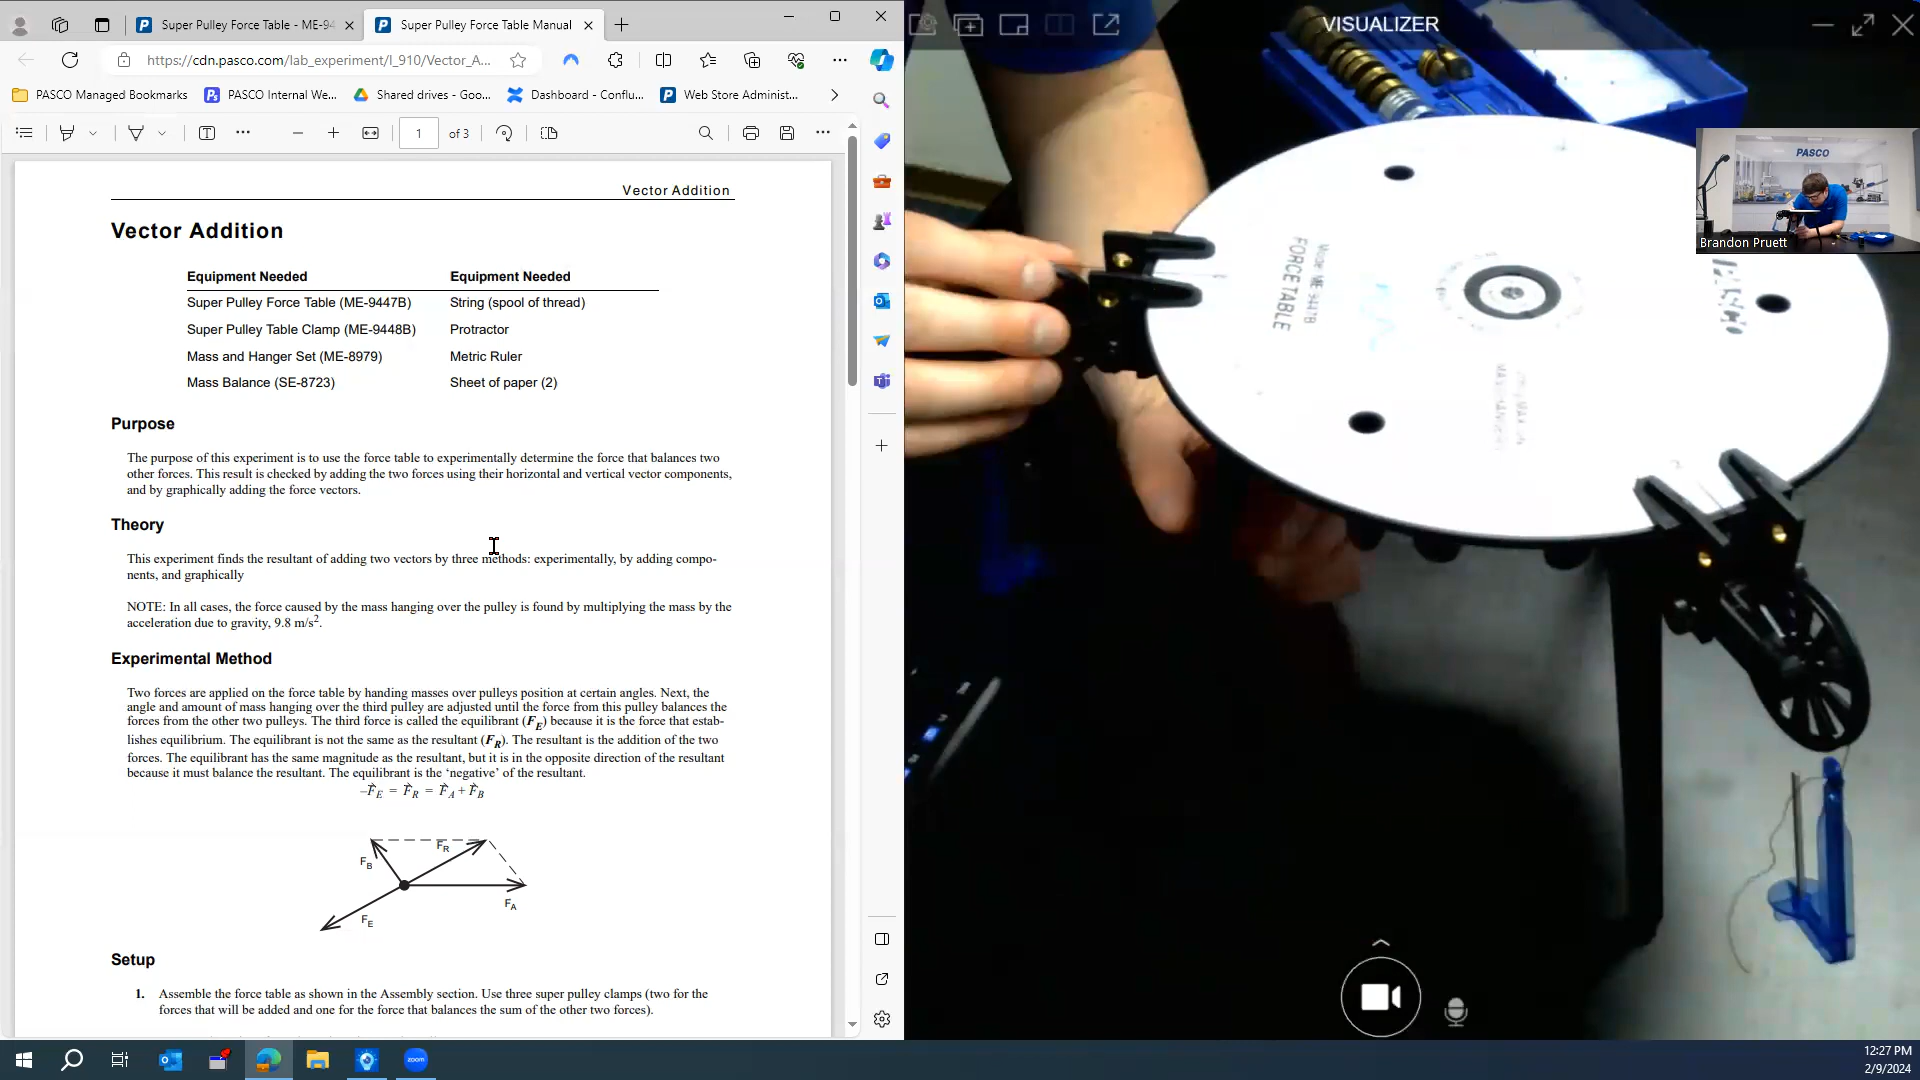 Super Pulley Force Table - ME-94
Super Pulley Force Table Manual
https://cdn.pasco.com/lab_experiment/l_910/Vector_A...
PASCO Managed Bookmarks
PASCO Internal We...
Shared drives - Goo...
Dashboard - Conflu...
Web Store Administ...
1 of 3
Vector Addition
Vector Addition
Equipment Needed Equipment Needed
Super Pulley Force Table (ME-9447B) String (spool of thread)
Super Pulley Table Clamp (ME-9448B) Protractor
Mass and Hanger Set (ME-8979) Metric Ruler
Mass Balance (SE-8723) Sheet of paper (2)
Purpose
The purpose of this experiment is to use the force table to experimentally determine the force that balances two
other forces. This result is checked by adding the two forces using their horizontal and vertical vector components,
and by graphically adding the force vectors.
Theory
This experiment finds the resultant of adding two vectors by three methods: experimentally, by adding compo-
nents, and graphically
NOTE: In all cases, the force caused by the mass hanging over the pulley is found by multiplying the mass by the
acceleration due to gravity, 9.8 m/s².
Experimental Method
Two forces are applied on the force table by handing masses over pulleys position at certain angles. Next, the
angle and amount of mass hanging over the third pulley are adjusted until the force from this pulley balances the
forces from the other two pulleys. The third force is called the equilibrant (F_E) because it is the force that estab-
lishes equilibrium. The equilibrant is not the same as the resultant (F_R). The resultant is the addition of the two
forces. The equilibrant has the same magnitude as the resultant, but it is in the opposite direction of the resultant
because it must balance the resultant. The equilibrant is the ‘negative’ of the resultant.
–F⃗_E = F⃗_R = F⃗_A + F⃗_B
F_R
F_B
F_A
F_E
Setup
1. Assemble the force table as shown in the Assembly section. Use three super pulley clamps (two for the
forces that will be added and one for the force that balances the sum of the other two forces).
VISUALIZER
PASCO
Brandon Pruett
Model ME-9447B
FORCE TABLE
zoom
12:27 PM
2/9/2024